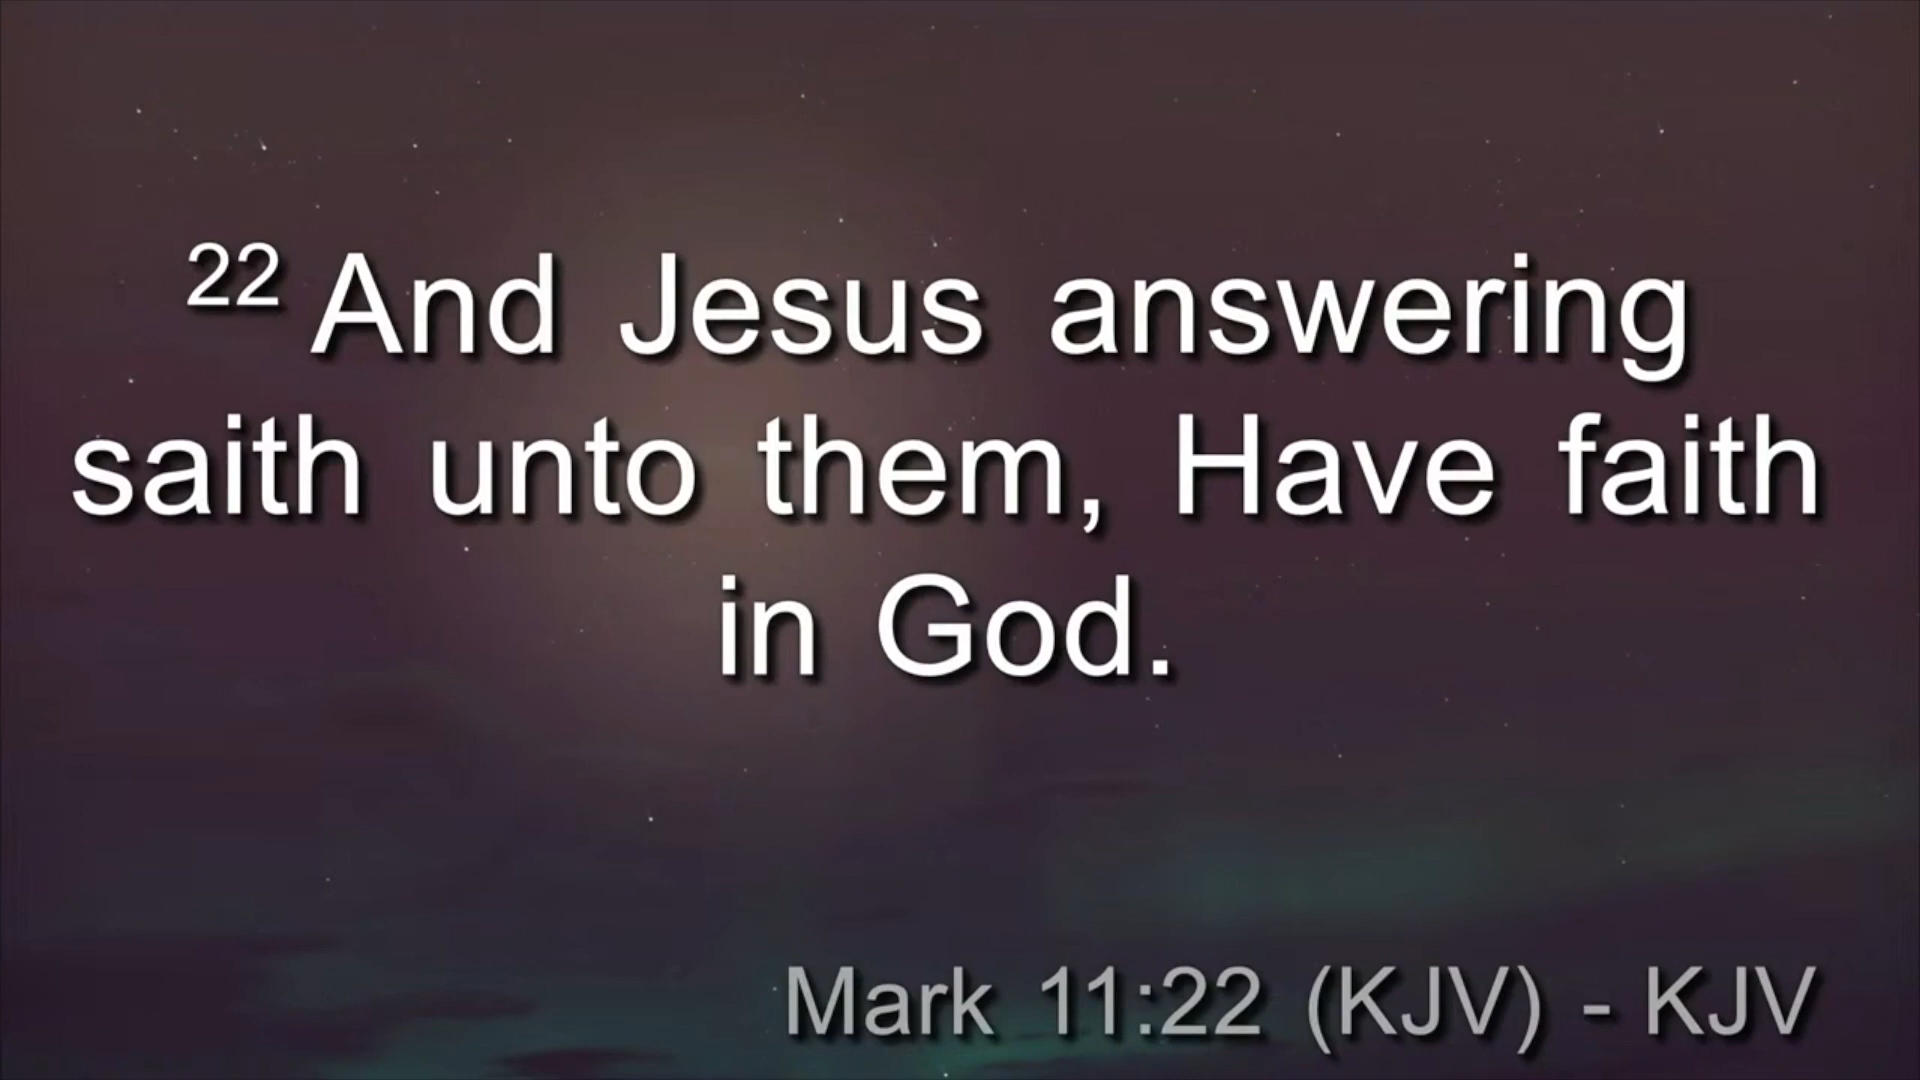 22 And Jesus answering
saith unto them, Have faith
in God.
Mark 11:22 (KJV) - KJV